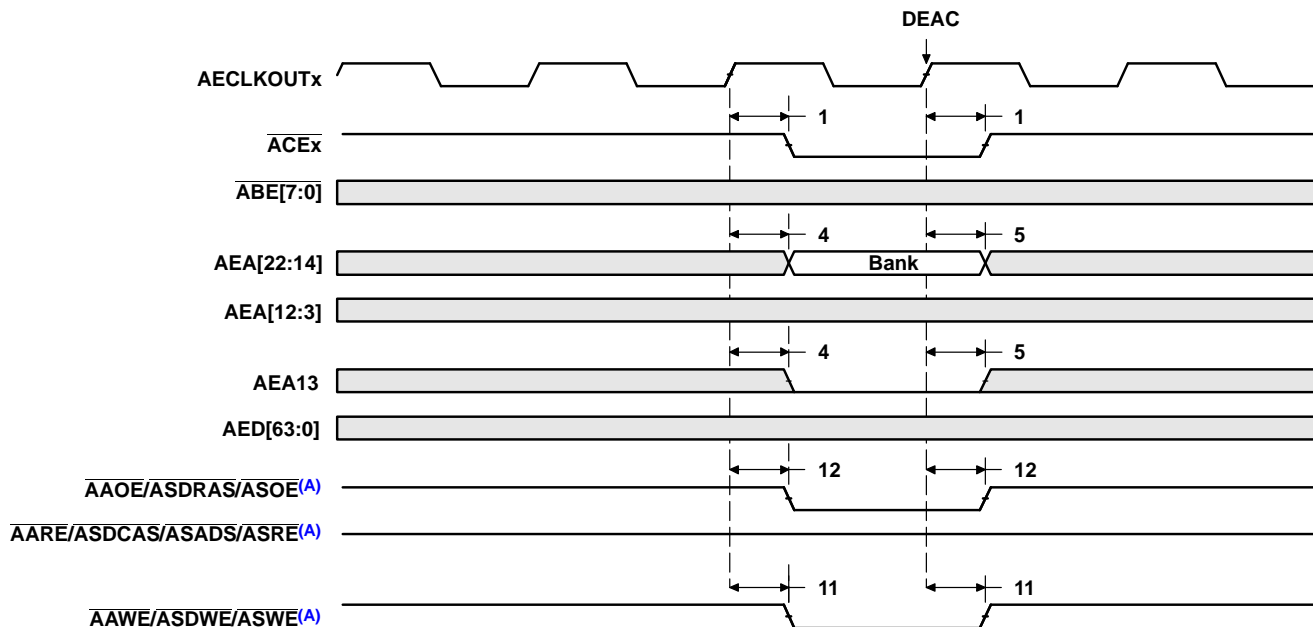 DEAC
AECLKOUTx
1 1
ACEx
ABE[7:0]
4 5
AEA[22:14] Bank
AEA[12:3]
4 5
AEA13
AED[63:0]
12 12
AAOE/ASDRAS/ASOE(A)
AARE/ASDCAS/ASADS/ASRE(A)
11 11
AAWE/ASDWE/ASWE(A)